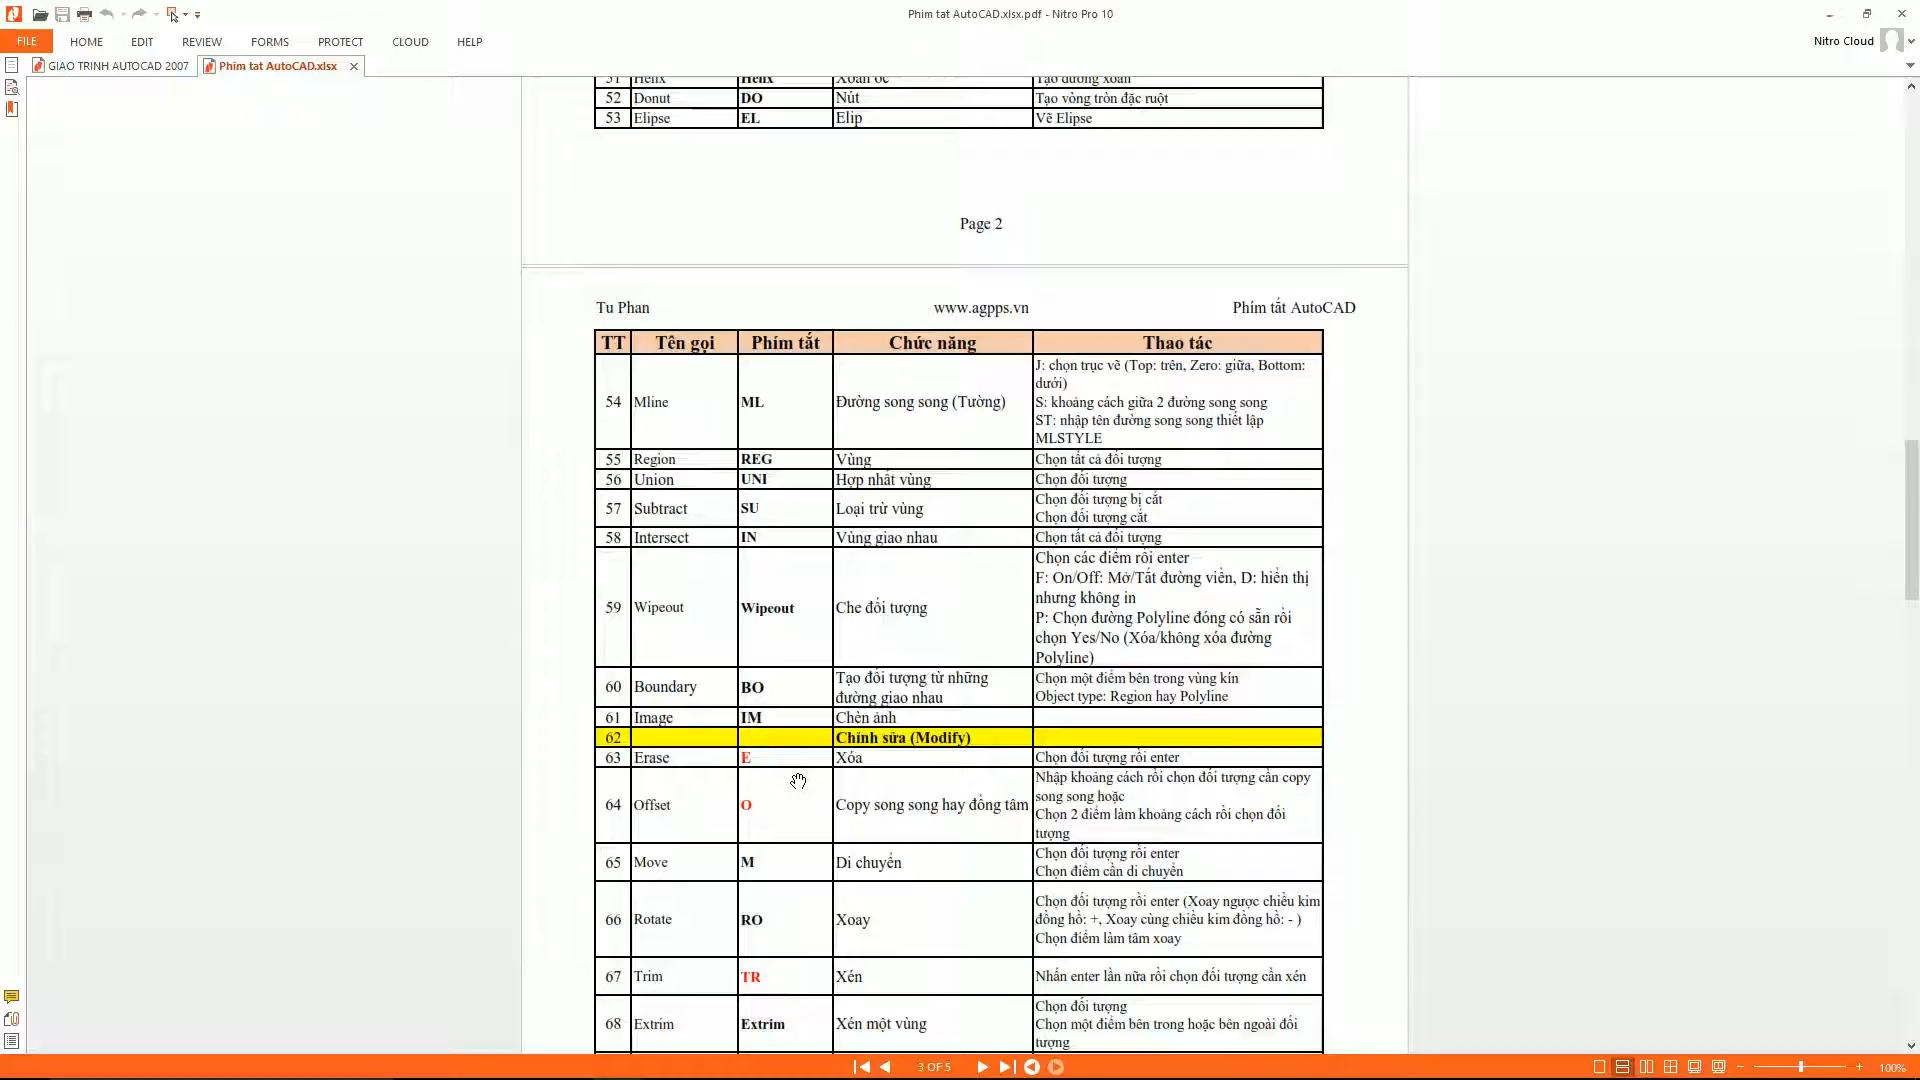 Phim tat AutoCAD.xlsx.pdf - Nitro Pro 10
FILE HOME EDIT REVIEW FORMS PROTECT CLOUD HELP
Nitro Cloud
GIAO TRINH AUTOCAD 2007 Phim tat AutoCAD.xlsx
51 Helix Helix Xoắn ốc Tạo đường xoắn
52 Donut DO Nút Tạo vòng tròn đặc ruột
53 Elipse EL Elip Vẽ Elipse
Page 2
Tu Phan www.agpps.vn Phím tắt AutoCAD
TT Tên gọi Phím tắt Chức năng Thao tác
54 Mline ML Đường song song (Tường) J: chọn trục vẽ (Top: trên, Zero: giữa, Bottom:
dưới)
S: khoảng cách giữa 2 đường song song
ST: nhập tên đường song song thiết lập
MLSTYLE
55 Region REG Vùng Chọn tất cả đối tượng
56 Union UNI Hợp nhất vùng Chọn đối tượng
57 Subtract SU Loại trừ vùng Chọn đối tượng bị cắt
Chọn đối tượng cắt
58 Intersect IN Vùng giao nhau Chọn tất cả đối tượng
59 Wipeout Wipeout Che đối tượng Chọn các điểm rồi enter
F: On/Off: Mở/Tắt đường viền, D: hiển thị
nhưng không in
P: Chọn đường Polyline đóng có sẵn rồi
chọn Yes/No (Xóa/không xóa đường
Polyline)
60 Boundary BO Tạo đối tượng từ những
đường giao nhau Chọn một điểm bên trong vùng kín
Object type: Region hay Polyline
61 Image IM Chèn ảnh
62 Chỉnh sửa (Modify)
63 Erase E Xóa Chọn đối tượng rồi enter
64 Offset O Copy song song hay đồng tâm Nhập khoảng cách rồi chọn đối tượng cần copy
song song hoặc
Chọn 2 điểm làm khoảng cách rồi chọn đối
tượng
65 Move M Di chuyển Chọn đối tượng rồi enter
Chọn điểm cần di chuyển
66 Rotate RO Xoay Chọn đối tượng rồi enter (Xoay ngược chiều kim
đồng hồ: +, Xoay cùng chiều kim đồng hồ: - )
Chọn điểm làm tâm xoay
67 Trim TR Xén Nhấn enter lần nữa rồi chọn đối tượng cần xén
68 Extrim Extrim Xén một vùng Chọn đối tượng
Chọn một điểm bên trong hoặc bên ngoài đối
tượng
3 OF 5
100%